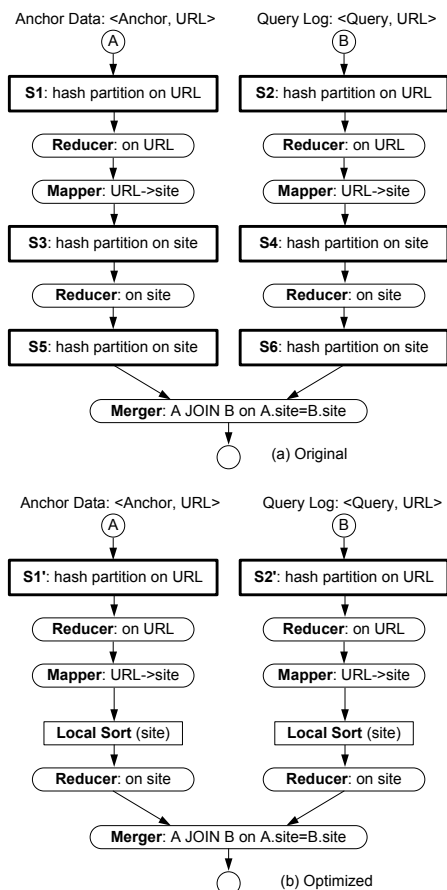 Anchor Data: <Anchor, URL> Query Log: <Query, URL>
A B
S1: hash partition on URL S2: hash partition on URL
Reducer: on URL Reducer: on URL
Mapper: URL->site Mapper: URL->site
S3: hash partition on site S4: hash partition on site
Reducer: on site Reducer: on site
S5: hash partition on site S6: hash partition on site
Merger: A JOIN B on A.site=B.site
(a) Original
Anchor Data: <Anchor, URL> Query Log: <Query, URL>
A B
S1': hash partition on URL S2': hash partition on URL
Reducer: on URL Reducer: on URL
Mapper: URL->site Mapper: URL->site
Local Sort (site) Local Sort (site)
Reducer: on site Reducer: on site
Merger: A JOIN B on A.site=B.site
(b) Optimized